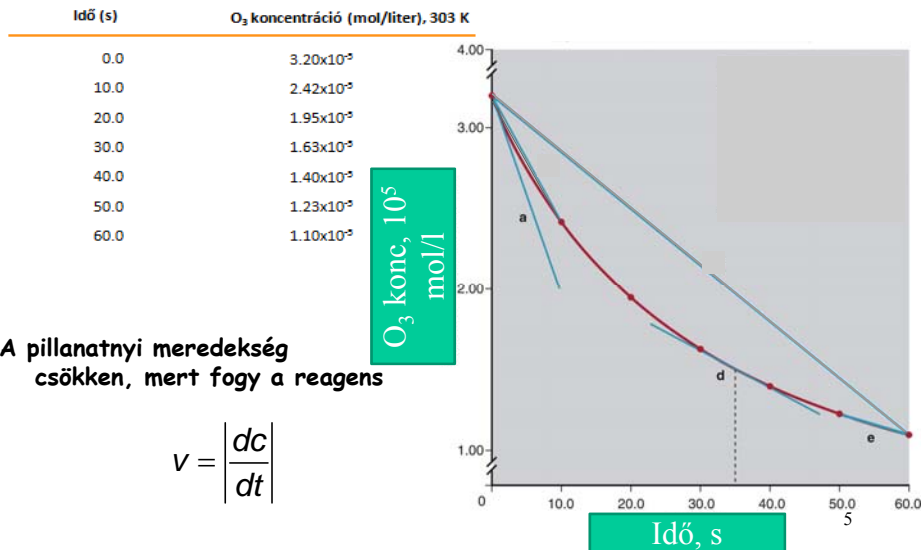 Idő (s) O₃ koncentráció (mol/liter), 303 K
0.0 3.20x10⁻⁵
10.0 2.42x10⁻⁵
20.0 1.95x10⁻⁵
30.0 1.63x10⁻⁵
40.0 1.40x10⁻⁵
50.0 1.23x10⁻⁵
60.0 1.10x10⁻⁵
A pillanatnyi meredekség
csökken, mert fogy a reagens
v = |dc/dt|
O₃ konc, 10⁵
mol/l
4.00
3.00
2.00
1.00
a
d
e
0 10.0 20.0 30.0 40.0 50.0 60.0
Idő, s
5